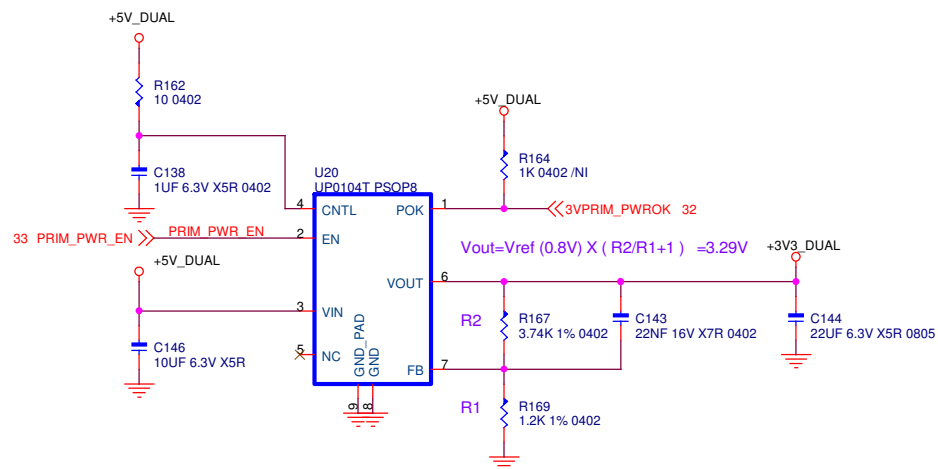 +5V_DUAL
R162
10 0402
+5V_DUAL
R164
1K 0402 /NI
C138
1UF 6.3V X5R 0402
U20
UP0104T PSOP8
4
CNTL
POK
1
3VPRIM_PWROK 32
33 PRIM_PWR_EN
PRIM_PWR_EN
2
EN
Vout=Vref (0.8V) X ( R2/R1+1 ) =3.29V
+3V3_DUAL
+5V_DUAL
VOUT
6
3
VIN
R2
R167
3.74K 1% 0402
C143
22NF 16V X7R 0402
C144
22UF 6.3V X5R 0805
C146
10UF 6.3V X5R
5
NC
GND_PAD
GND
FB
7
9
8
R1
R169
1.2K 1% 0402